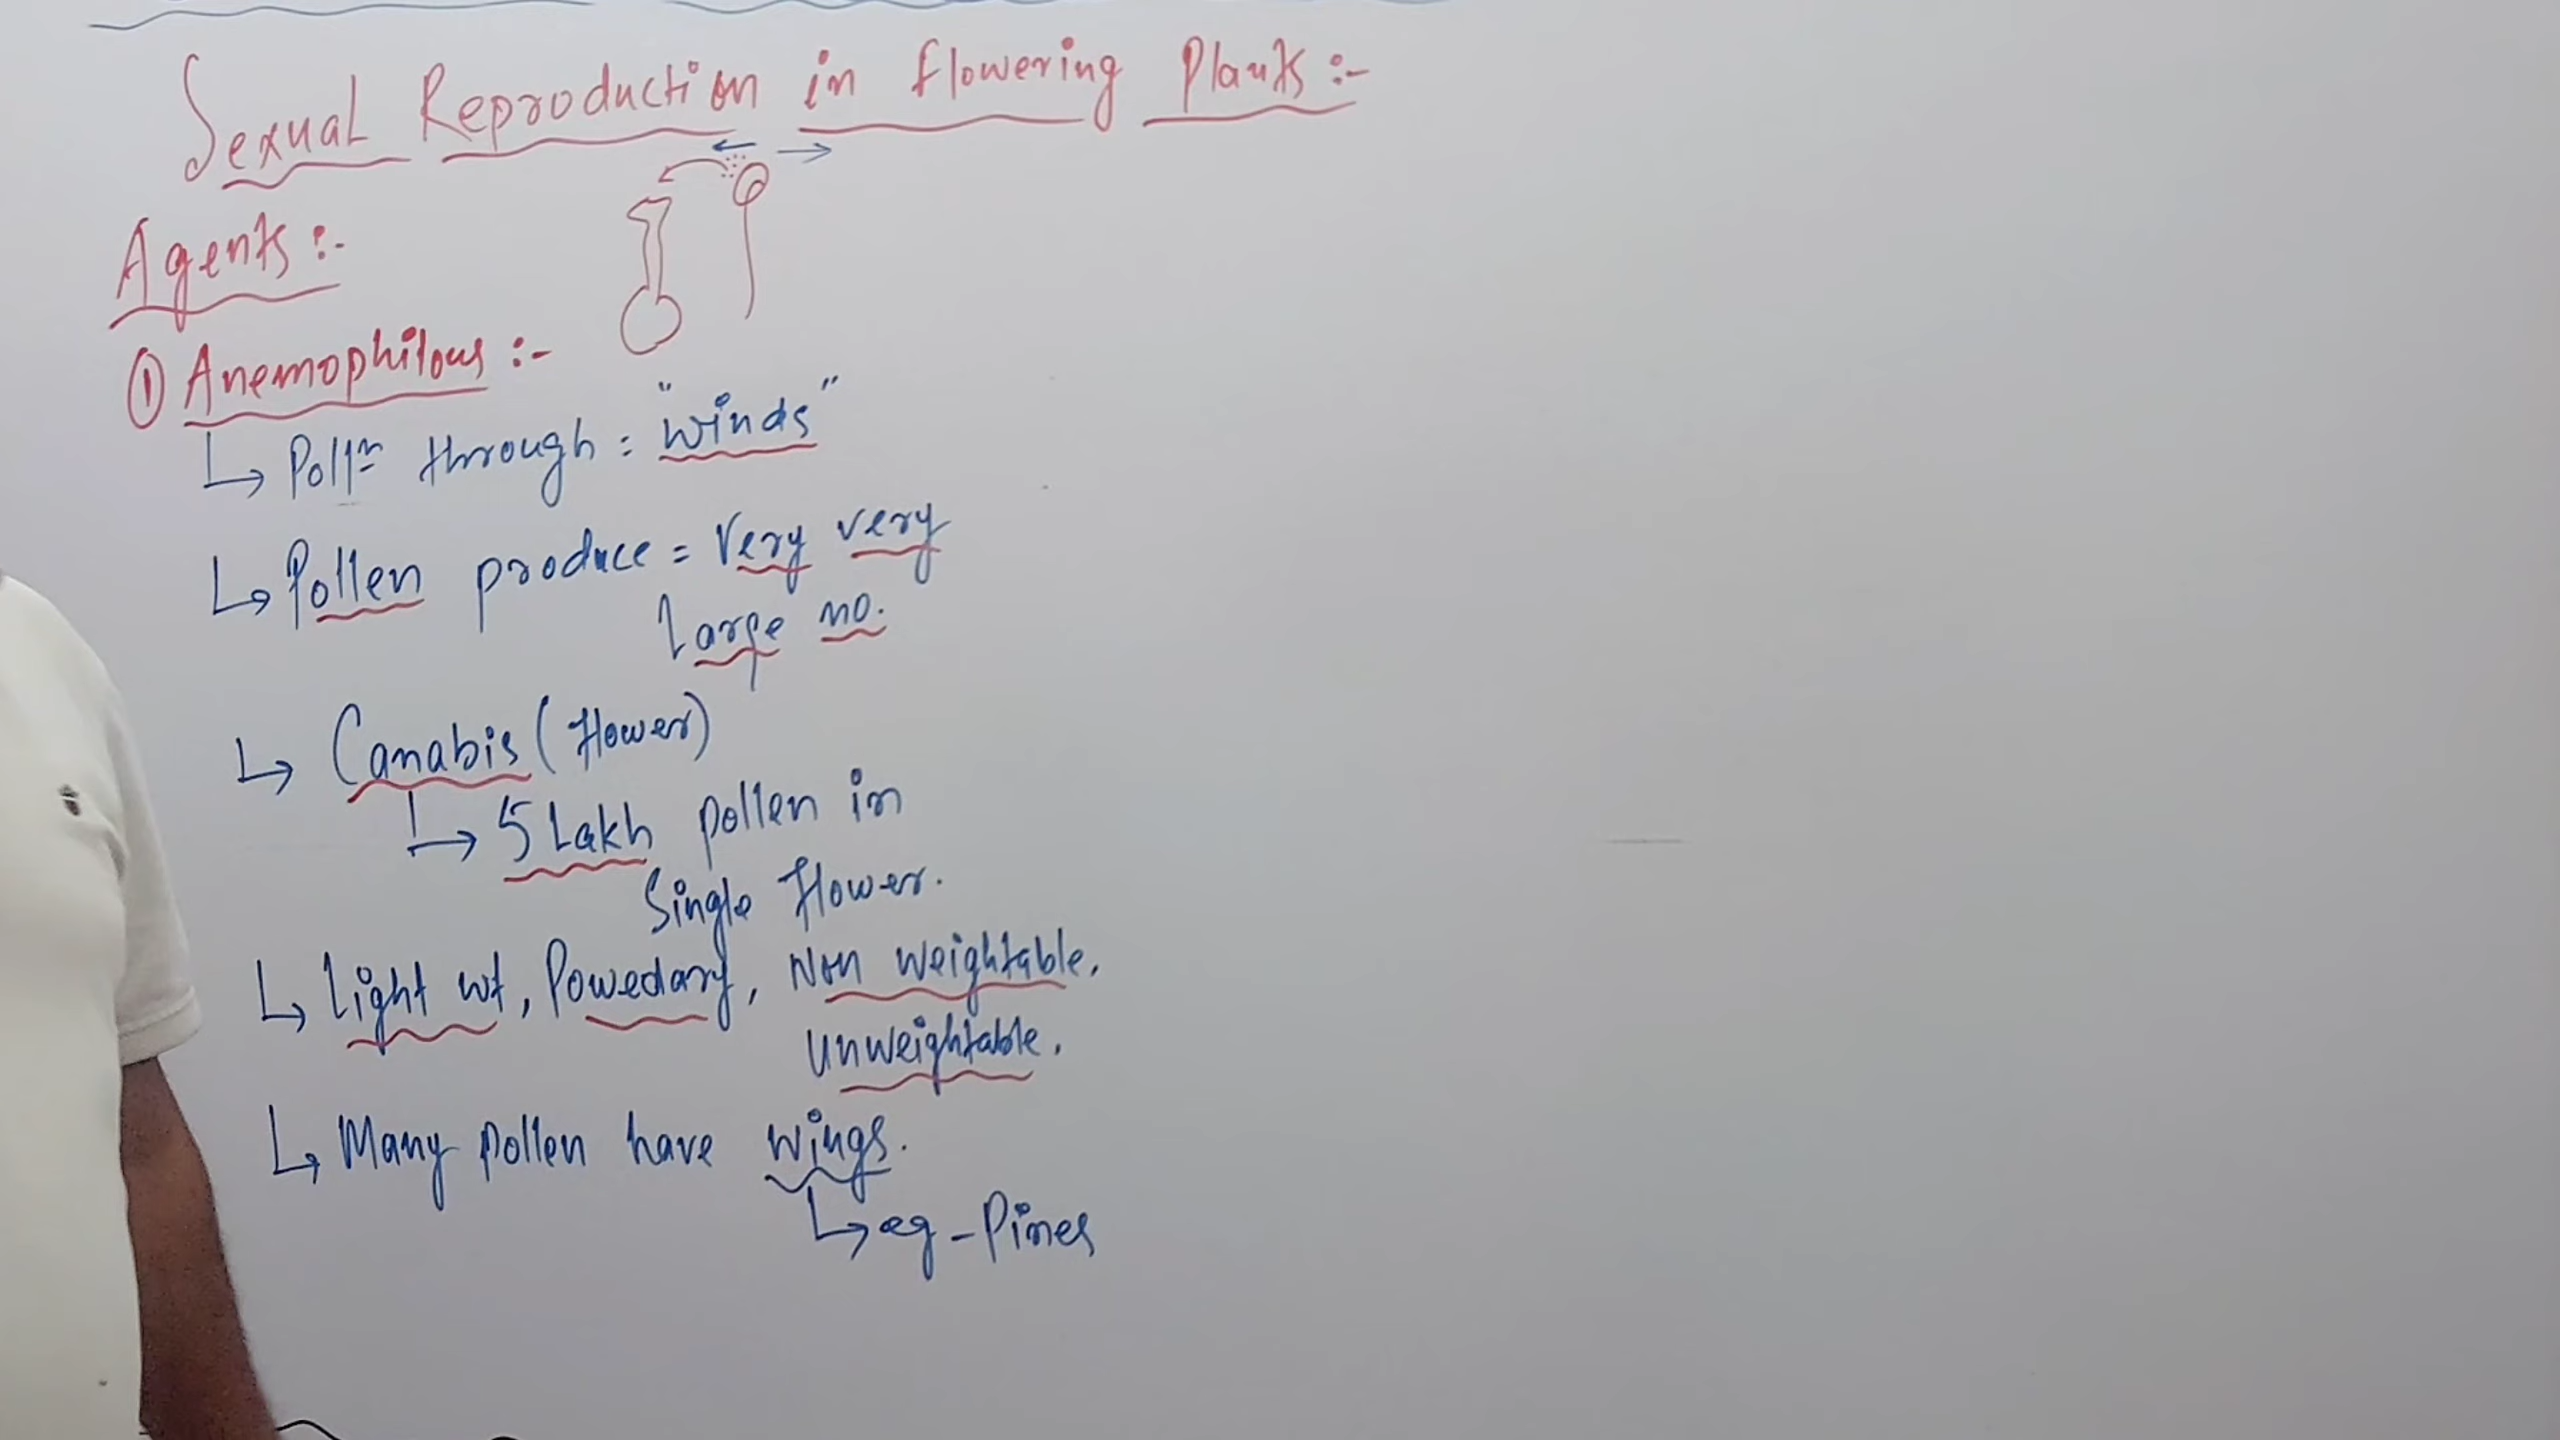 Sexual Reproduction in flowering Plants :-
Agents :-
① Anemophilous :-
↳ Pollⁿ through : "winds"
↳ Pollen produce = Very very
Large no.
↳ Canabis (flower)
↳ 5 Lakh pollen in
Single flower.
↳ Light wt, Powedary, Non weightable.
Unweightable.
↳ Many pollen have wings.
↳ eg - Pines